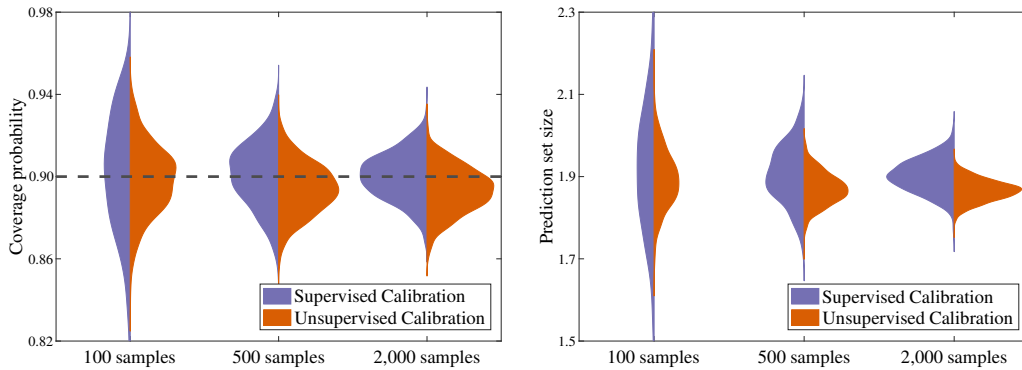 Coverage probability
0.98
0.94
0.90
0.86
0.82
100 samples
500 samples
2,000 samples
Supervised Calibration
Unsupervised Calibration
Prediction set size
2.3
2.1
1.9
1.7
1.5
100 samples
500 samples
2,000 samples
Supervised Calibration
Unsupervised Calibration